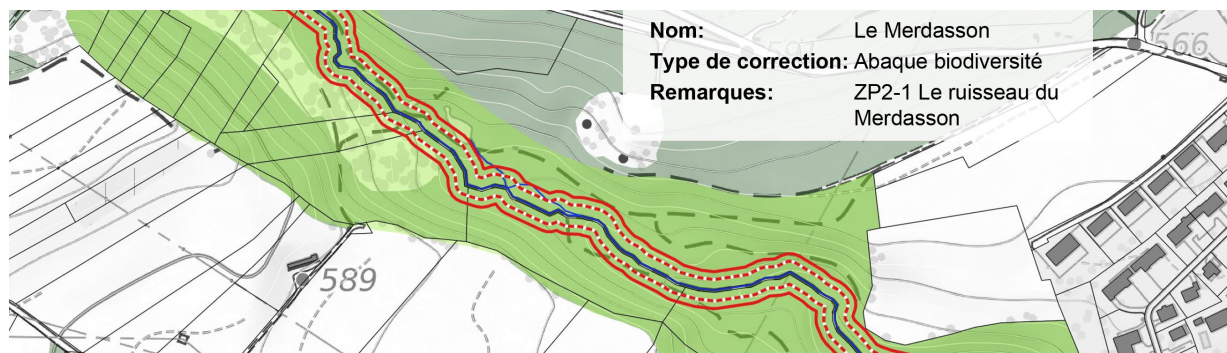 Nom: Le Merdasson
Type de correction: Abaque biodiversité
Remarques: ZP2-1 Le ruisseau du
Merdasson
566
589